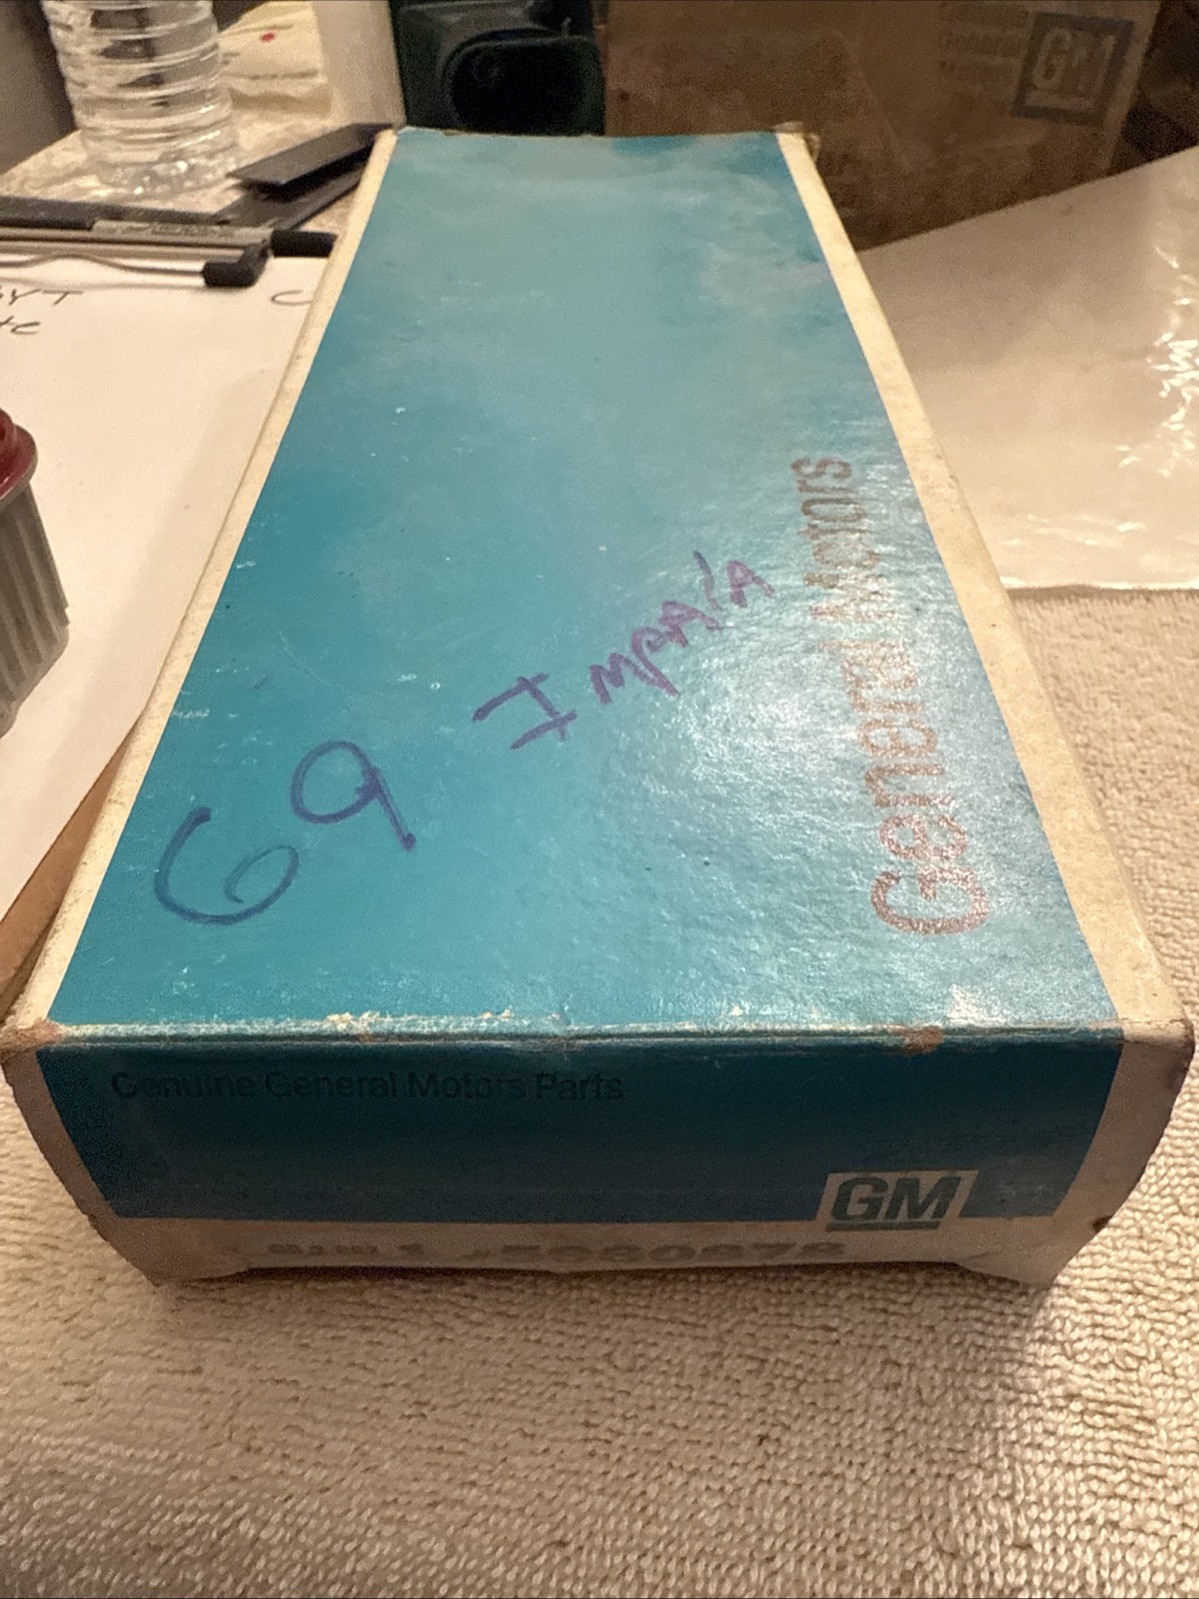 GM
General Motors
69 Impala
Genuine General Motors Parts
GM